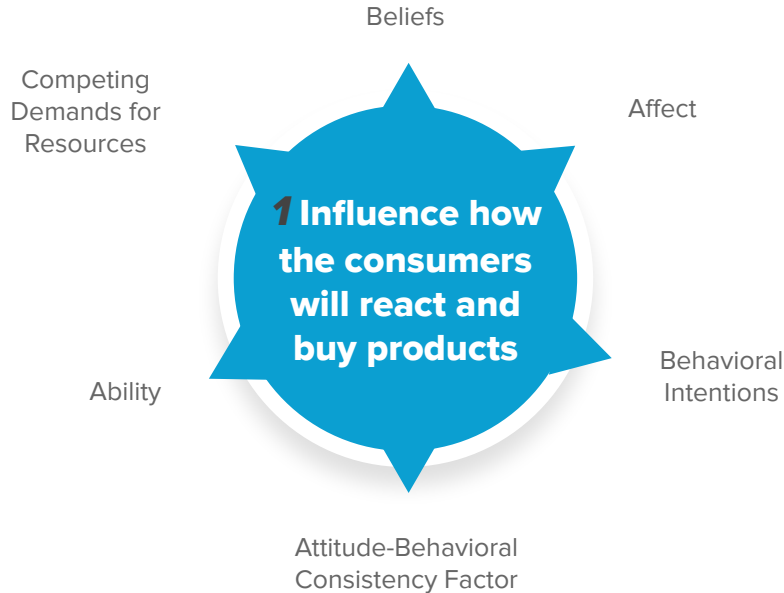 Beliefs
Competing
Demands for
Resources
Affect
1 Influence how
the consumers
will react and
buy products
Ability
Behavioral
Intentions
Attitude-Behavioral
Consistency Factor